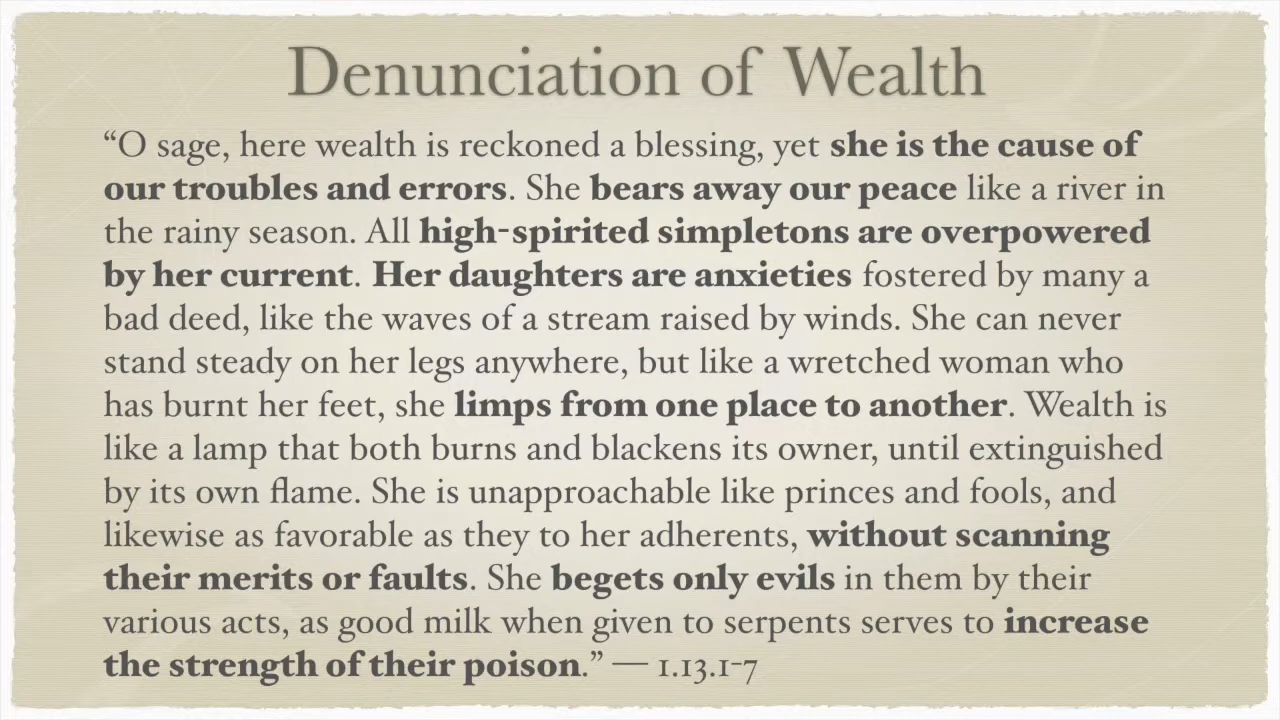 Denunciation of Wealth
“O sage, here wealth is reckoned a blessing, yet she is the cause of
our troubles and errors. She bears away our peace like a river in
the rainy season. All high-spirited simpletons are overpowered
by her current. Her daughters are anxieties fostered by many a
bad deed, like the waves of a stream raised by winds. She can never
stand steady on her legs anywhere, but like a wretched woman who
has burnt her feet, she limps from one place to another. Wealth is
like a lamp that both burns and blackens its owner, until extinguished
by its own flame. She is unapproachable like princes and fools, and
likewise as favorable as they to her adherents, without scanning
their merits or faults. She begets only evils in them by their
various acts, as good milk when given to serpents serves to increase
the strength of their poison.” — 1.13.1-7